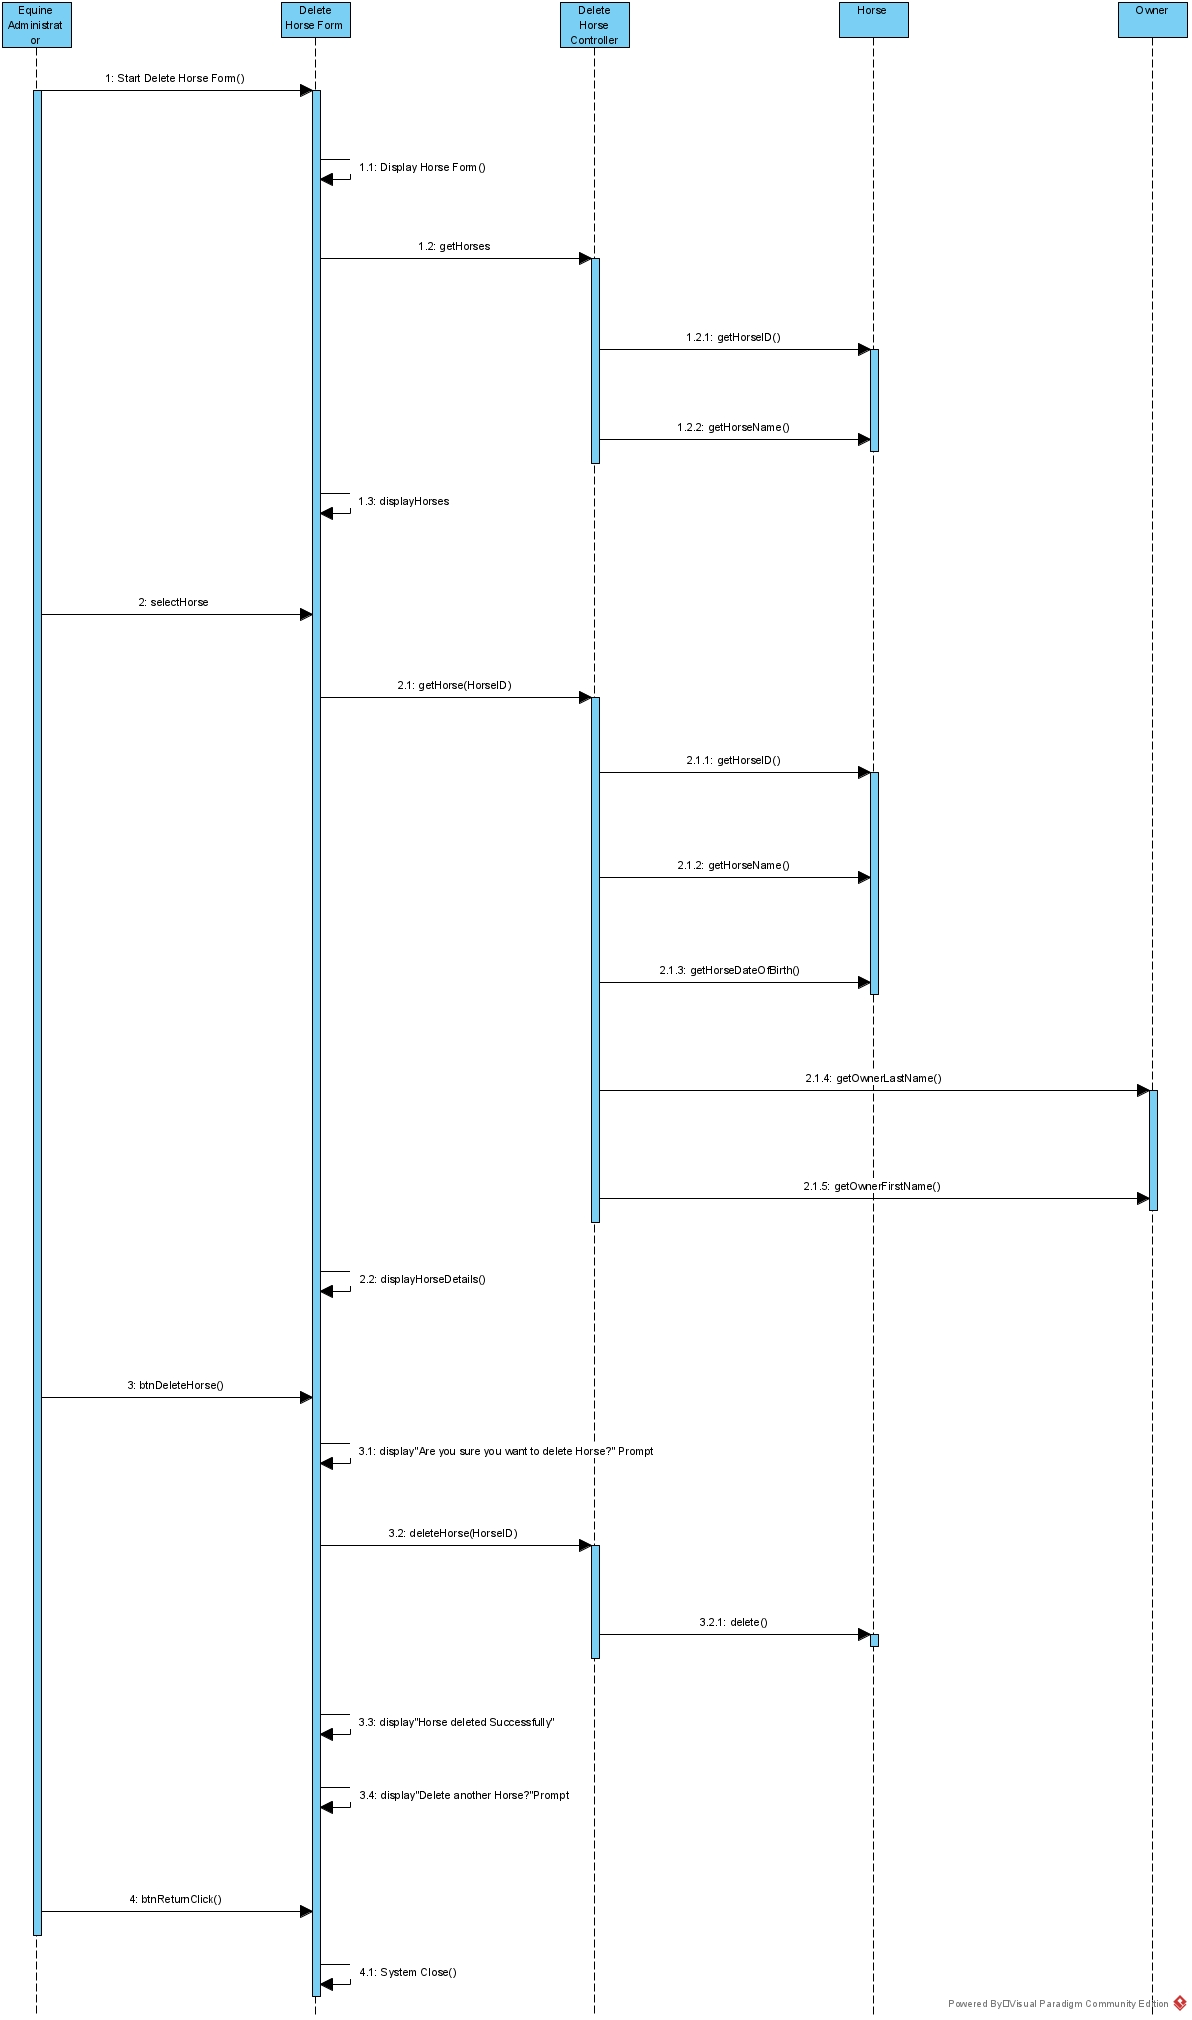 Equine
Administrat
or
Delete
Horse Form
Delete
Horse
Controller
Horse
Owner
1: Start Delete Horse Form()
1.1: Display Horse Form()
1.2: getHorses
1.2.1: getHorseID()
1.2.2: getHorseName()
1.3: displayHorses
2: selectHorse
2.1: getHorse(HorseID)
2.1.1: getHorseID()
2.1.2: getHorseName()
2.1.3: getHorseDateOfBirth()
2.1.4: getOwnerLastName()
2.1.5: getOwnerFirstName()
2.2: displayHorseDetails()
3: btnDeleteHorse()
3.1: display"Are you sure you want to delete Horse?" Prompt
3.2: deleteHorse(HorseID)
3.2.1: delete()
3.3: display"Horse deleted Successfully"
3.4: display"Delete another Horse?"Prompt
4: btnReturnClick()
4.1: System Close()
Powered By□Visual Paradigm Community Edition